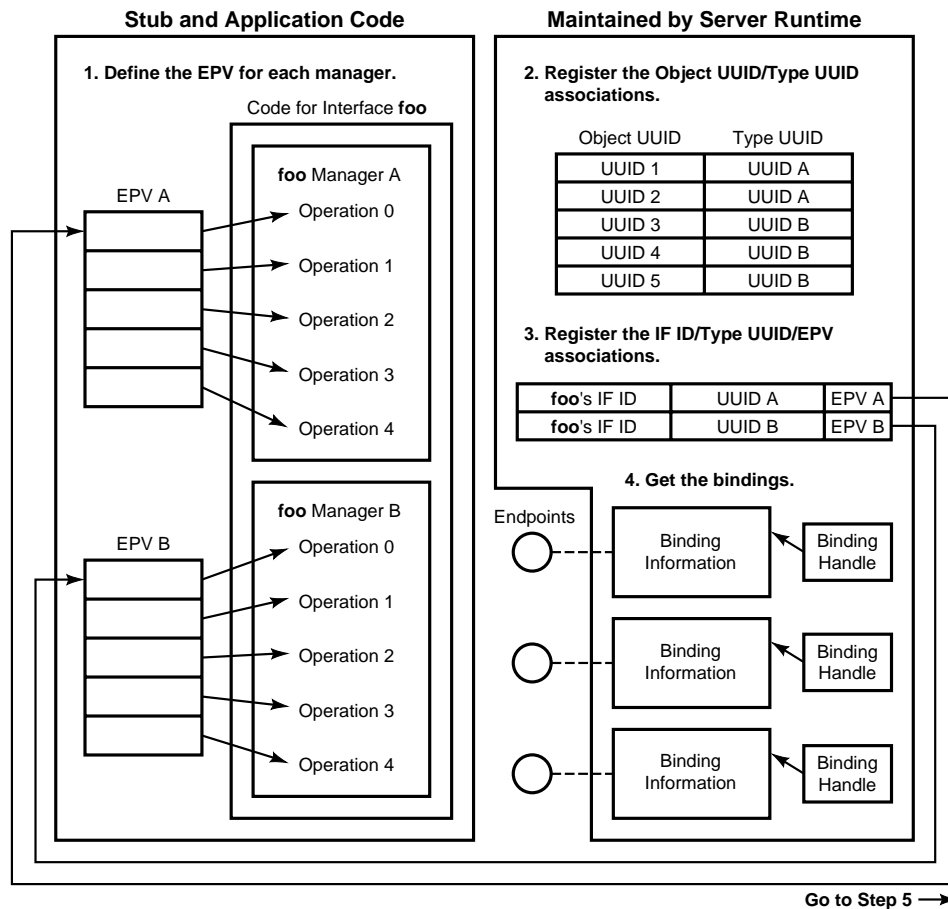 Stub and Application Code
1. Define the EPV for each manager.
Code for Interface foo
EPV A
foo Manager A
Operation 0
Operation 1
Operation 2
Operation 3
Operation 4
EPV B
foo Manager B
Operation 0
Operation 1
Operation 2
Operation 3
Operation 4
Maintained by Server Runtime
2. Register the Object UUID/Type UUID
associations.
Object UUID Type UUID
UUID 1 UUID A
UUID 2 UUID A
UUID 3 UUID B
UUID 4 UUID B
UUID 5 UUID B
3. Register the IF ID/Type UUID/EPV
associations.
foo's IF ID UUID A EPV A
foo's IF ID UUID B EPV B
4. Get the bindings.
Endpoints
Binding
Information
Binding
Handle
Binding
Information
Binding
Handle
Binding
Information
Binding
Handle
Go to Step 5